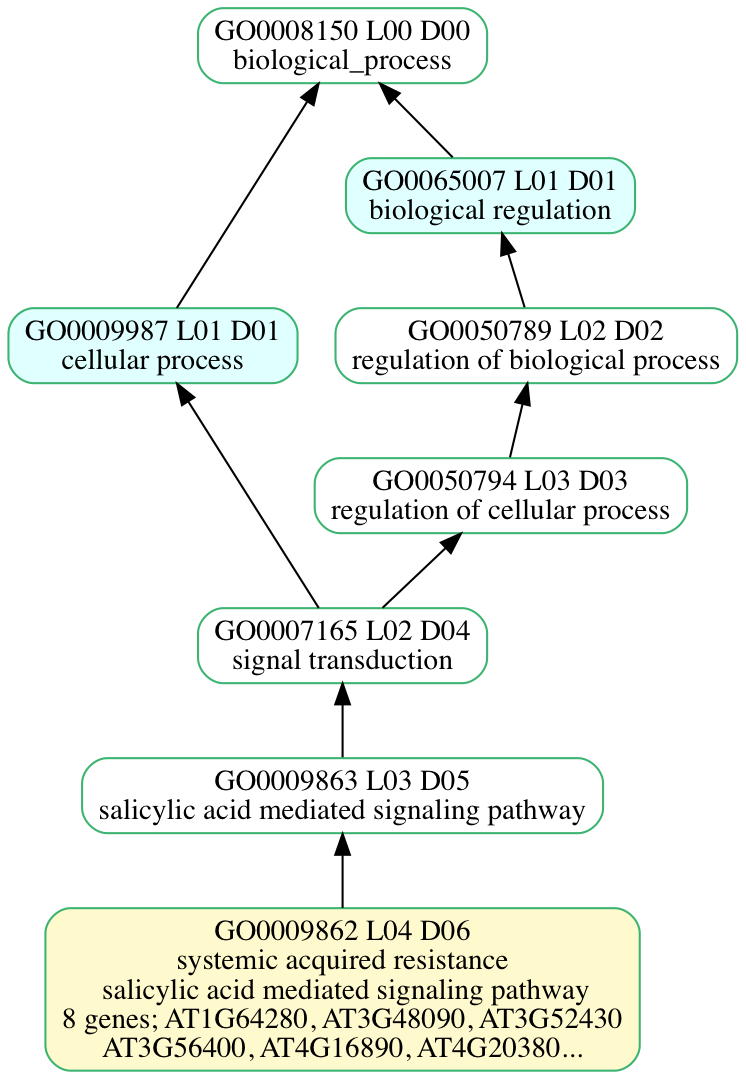 GO0008150 L00 D00
biological_process
GO0065007 L01 D01
biological regulation
GO0009987 L01 D01
cellular process
GO0050789 L02 D02
regulation of biological process
GO0050794 L03 D03
regulation of cellular process
GO0007165 L02 D04
signal transduction
GO0009863 L03 D05
salicylic acid mediated signaling pathway
GO0009862 L04 D06
systemic acquired resistance
salicylic acid mediated signaling pathway
8 genes; AT1G64280, AT3G48090, AT3G52430
AT3G56400, AT4G16890, AT4G20380...